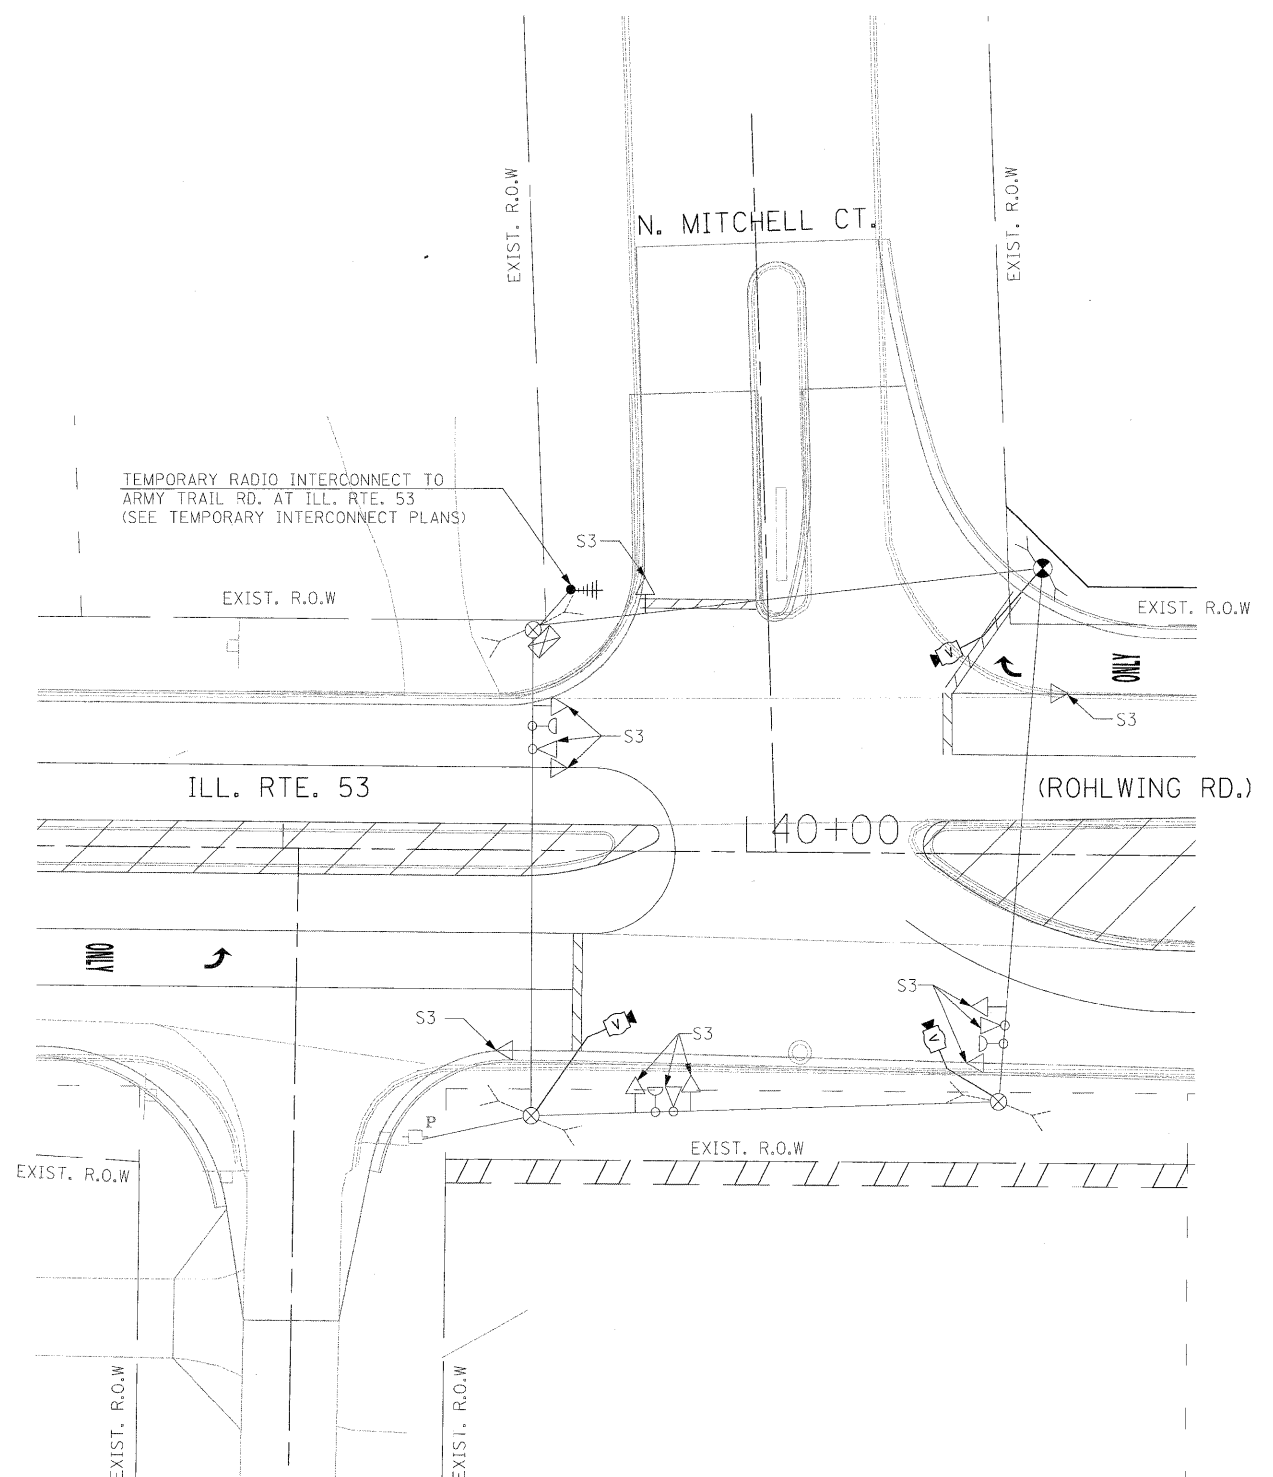 EXIST. R.O.W
EXIST. R.O.W
N. MITCHELL CT.
TEMPORARY RADIO INTERCONNECT TO
ARMY TRAIL RD. AT ILL. RTE. 53
(SEE TEMPORARY INTERCONNECT PLANS)
S3
EXIST. R.O.W
EXIST. R.O.W
V
ONLY
S3
S3
ILL. RTE. 53
(ROHLWING RD.)
40+00
ONLY
S3
S3
V
S3
V
P
EXIST. R.O.W
EXIST. R.O.W
EXIST. R.O.W
EXIST. R.O.W